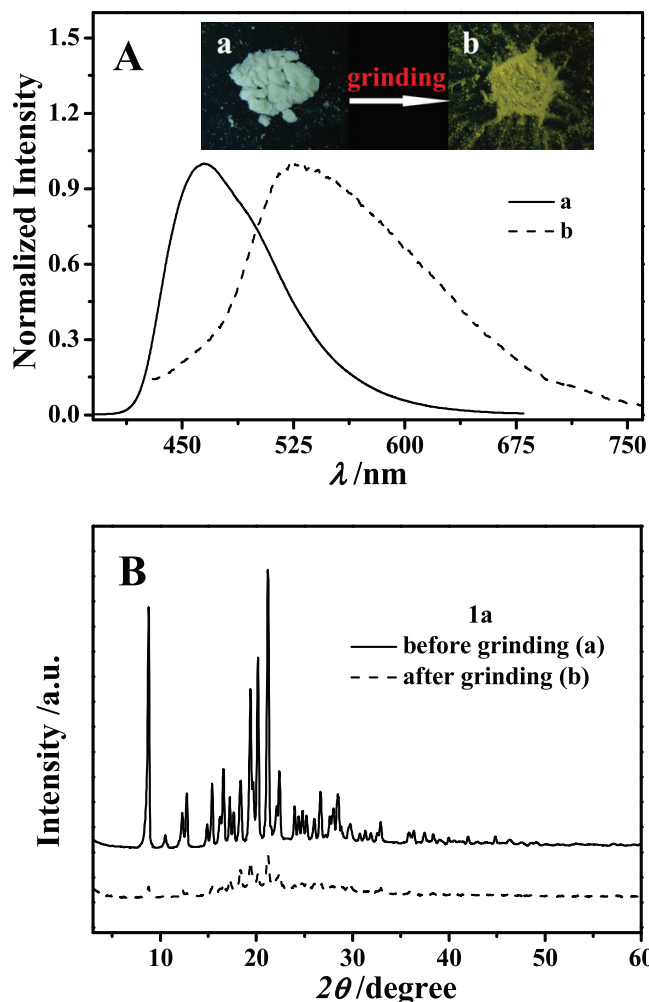 A
a
grinding
b
Normalized Intensity
1.5
1.2
0.9
0.6
0.3
0.0
a
b
450
525
600
675
750
λ /nm
B
1a
before grinding (a)
after grinding (b)
Intensity /a.u.
10
20
30
40
50
60
2θ /degree